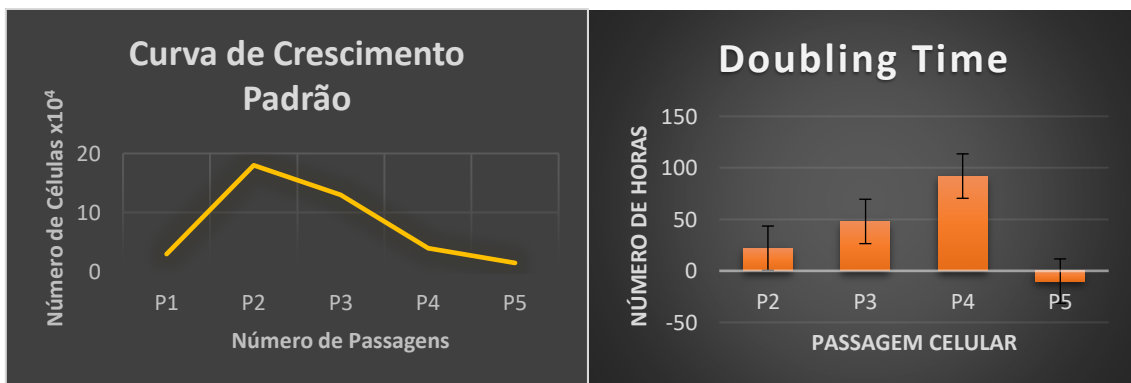 Curva de Crescimento
Padrão
Número de Células x10⁴
20
10
0
P1 P2 P3 P4 P5
Número de Passagens
Doubling Time
NÚMERO DE HORAS
150
100
50
0
-50
P2 P3 P4 P5
PASSAGEM CELULAR